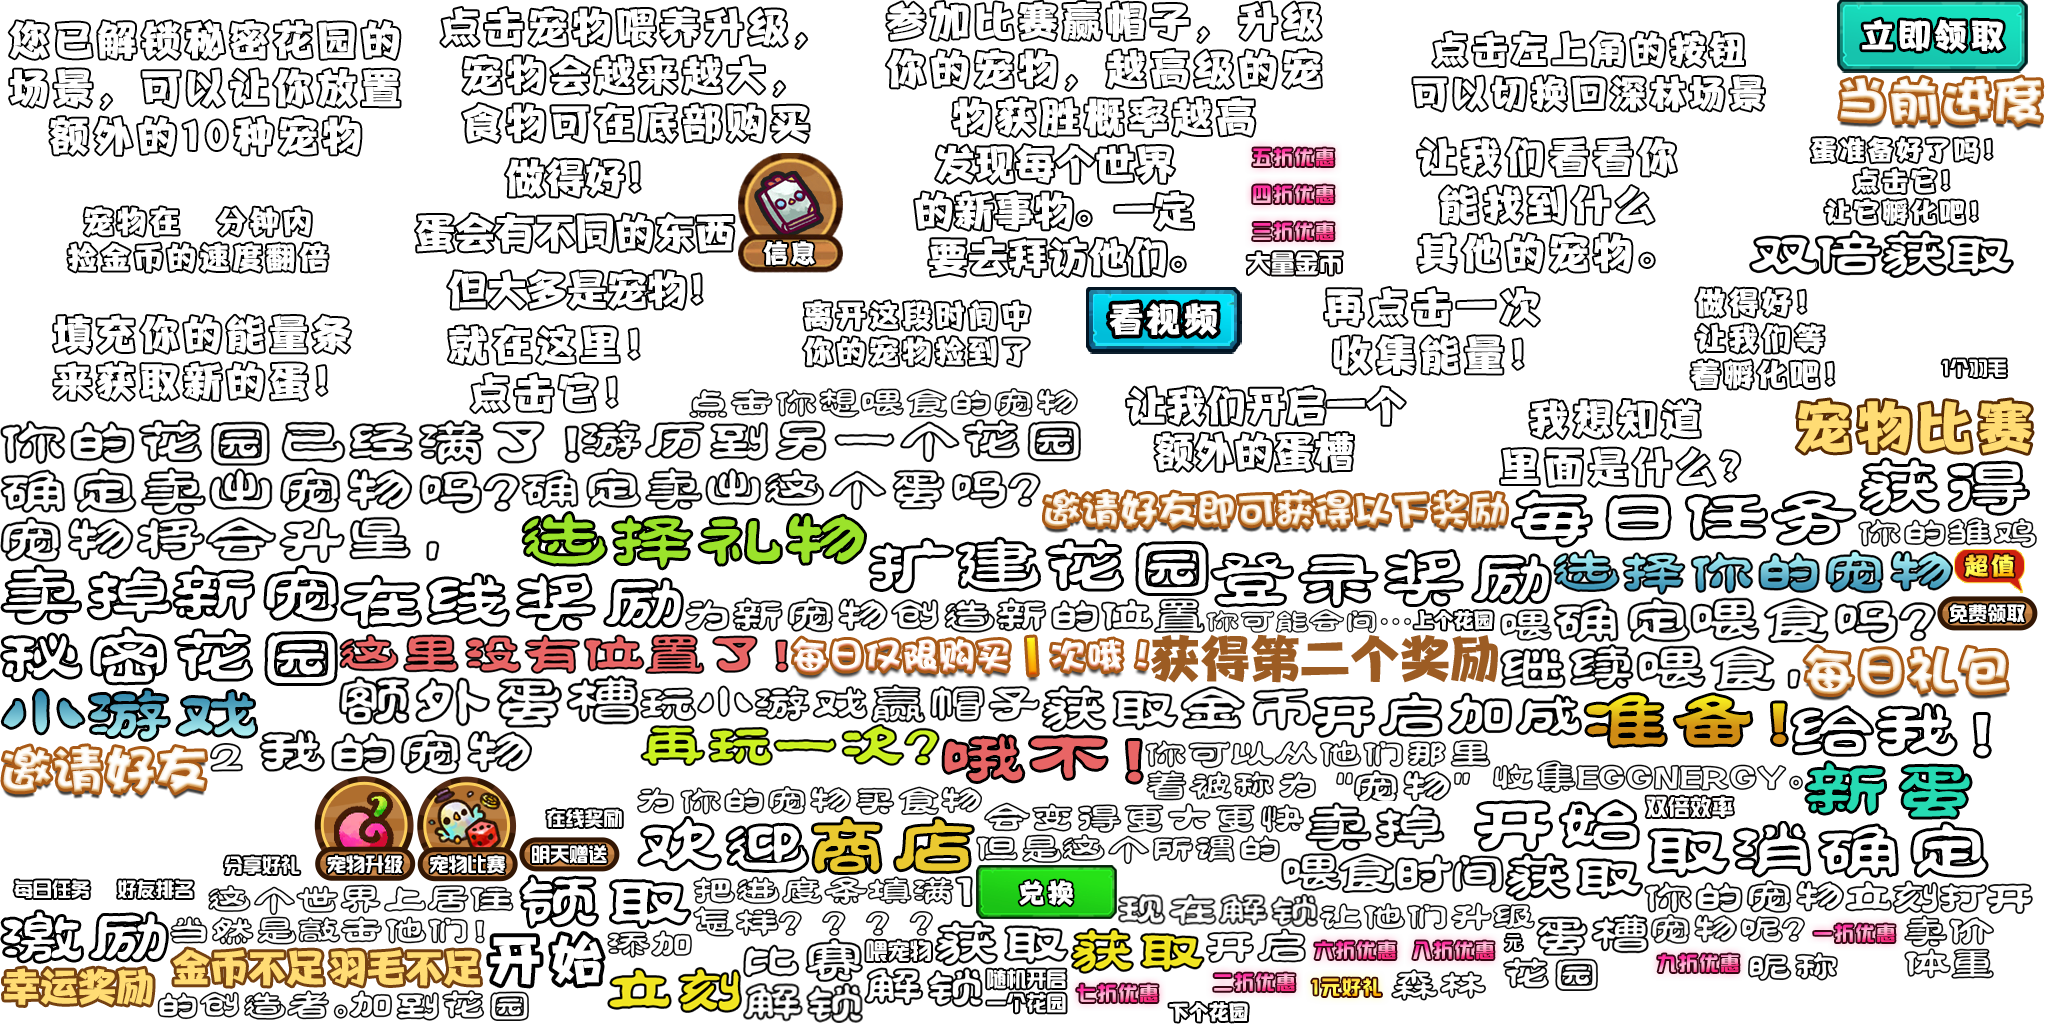 您已解锁秘密花园的
场景，可以让你放置
额外的10种宠物
点击宠物喂养升级，
宠物会越来越大，
食物可在底部购买
参加比赛赢帽子，升级
你的宠物，越高级的宠
物获胜概率越高
点击左上角的按钮
可以切换回深林场景
立即领取
当前进度
做得好！
蛋会有不同的东西
但大多是宠物！
就在这里！
点击它！
信息
发现每个世界
的新事物。一定
要去拜访他们。
五折优惠
四折优惠
三折优惠
大量金币
让我们看看你
能找到什么
其他的宠物。
蛋准备好了吗！
点击它！
让它孵化吧！
双倍获取
宠物在 分钟内
捡金币的速度翻倍
填充你的能量条
来获取新的蛋！
离开这段时间中
你的宠物捡到了
看视频
再点击一次
收集能量！
做得好！
让我们等
着孵化吧！
1个羽毛
点击你想喂食的宠物
让我们开启一个
额外的蛋槽
我想知道
里面是什么？
宠物比赛
你的花园已经满了！
游历到另一个花园
确定卖出宠物吗？
确定卖出这个蛋吗？
邀请好友即可获得以下奖励
每日任务
获得
你的雏鸡
宠物将会升星，
选择礼物
扩建花园
登录奖励
选择你的宠物
超值
卖掉新宠
在线奖励
为新宠物创造新的位置
你可能会问…
上个花园
喂
确定喂食吗？
免费领取
秘密花园
这里没有位置了！
每日仅限购买1次哦！
获得第二个奖励
继续喂食，
每日礼包
小游戏
额外蛋槽
玩小游戏赢帽子
获取金币
开启加成
准备！
给我！
邀请好友
2
我的宠物
再玩一次？
哦不！
你可以从他们那里
着被称为“宠物”
收集EGGNERGY。
新蛋
宠物升级
宠物比赛
在线奖励
明天赠送
为你的宠物买食物
欢迎
商店
会变得更大更快
但是这个所谓的
卖掉
开始
双倍效率
取消
确定
分享好礼
每日任务
好友排名
这个世界上居住
领取
把进度条填满1
兑换
喂食时间
获取
你的宠物立刻打开
激励
当然是敲击他们！
怎样？？？？
现在解锁
让他们升级
元
蛋槽
宠物呢？
一折优惠
卖价
幸运奖励
金币不足
羽毛不足
开始
添加
比赛
喂宠物
获取
获取
开启
六折优惠
八折优惠
花园
九折优惠
昵称
体重
的创造者。
加到花园
立刻
解锁
解锁
随机开启
一个花园
七折优惠
二折优惠
1元好礼
森林
下个花园